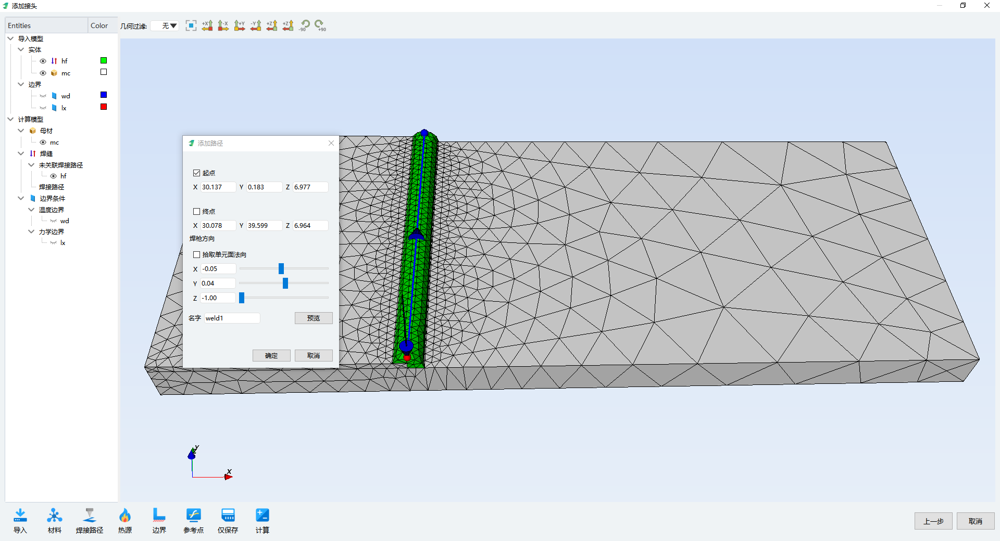 添加接头
Entities
Color
几何过滤:
无
+X
-X
+Y
-Y
+Z
+Z
-90
+90
导入模型
实体
hf
mc
边界
wd
lx
计算模型
母材
mc
焊缝
未关联焊接路径
hf
焊接路径
边界条件
温度边界
wd
力学边界
lx
添加路径
起点
X 30.137 Y 0.183 Z 6.977
终点
X 30.078 Y 39.599 Z 6.964
焊枪方向
拾取单元面法向
X -0.05
Y 0.04
Z -1.00
名字 weld1 预览
确定 取消
Y
Z
X
导入 材料 焊接路径 热源 边界 参考点 仅保存 计算
上一步 取消